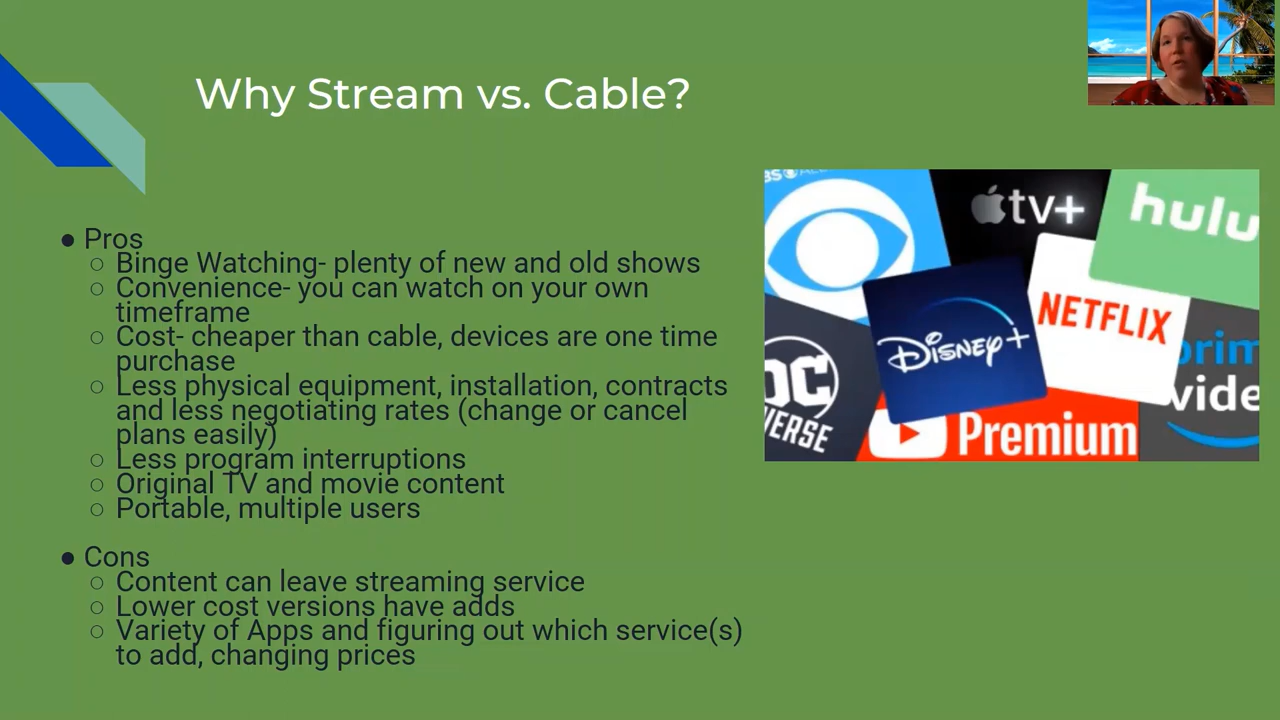 Why Stream vs. Cable?
● Pros
○ Binge Watching- plenty of new and old shows
○ Convenience- you can watch on your own
timeframe
○ Cost- cheaper than cable, devices are one time
purchase
○ Less physical equipment, installation, contracts
and less negotiating rates (change or cancel
plans easily)
○ Less program interruptions
○ Original TV and movie content
○ Portable, multiple users
● Cons
○ Content can leave streaming service
○ Lower cost versions have adds
○ Variety of Apps and figuring out which service(s)
to add, changing prices
tv+
hulu
NETFLIX
Disney+
DC
VERSE
Premium
prim
vide